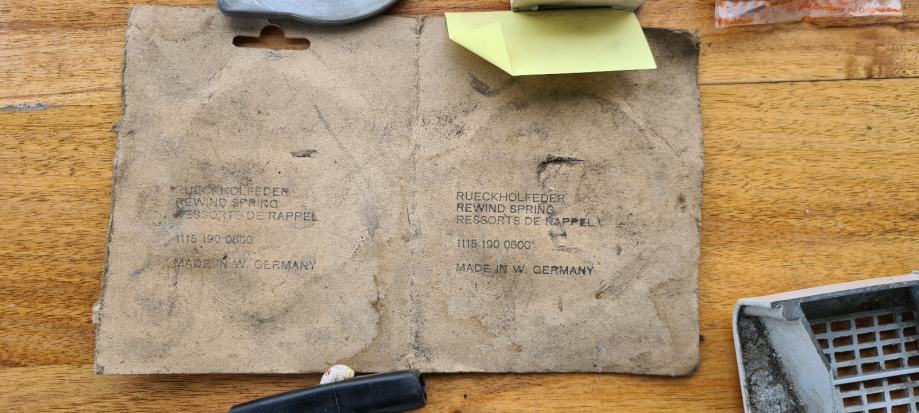 RUECKHOLFEDER
REWIND SPRING
RESSORTS DE RAPPEL
1115 190 0600
MADE IN W. GERMANY
RUECKHOLFEDER
REWIND SPRING
RESSORTS DE RAPPEL
1115 190 0600
MADE IN W. GERMANY